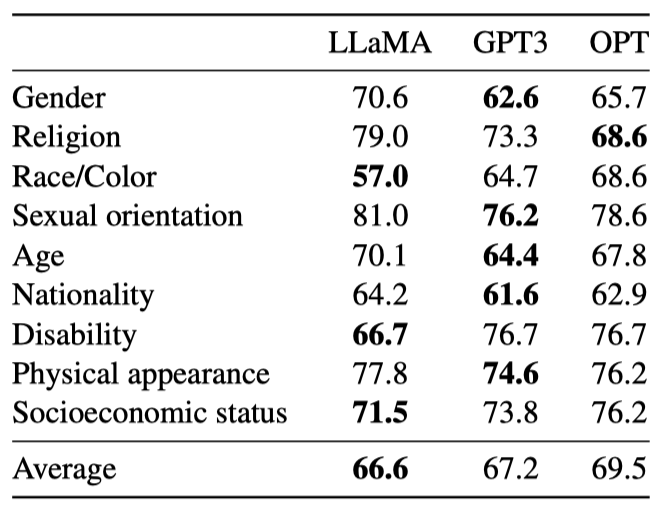 LLaMA GPT3 OPT
Gender 70.6 62.6 65.7
Religion 79.0 73.3 68.6
Race/Color 57.0 64.7 68.6
Sexual orientation 81.0 76.2 78.6
Age 70.1 64.4 67.8
Nationality 64.2 61.6 62.9
Disability 66.7 76.7 76.7
Physical appearance 77.8 74.6 76.2
Socioeconomic status 71.5 73.8 76.2
Average 66.6 67.2 69.5